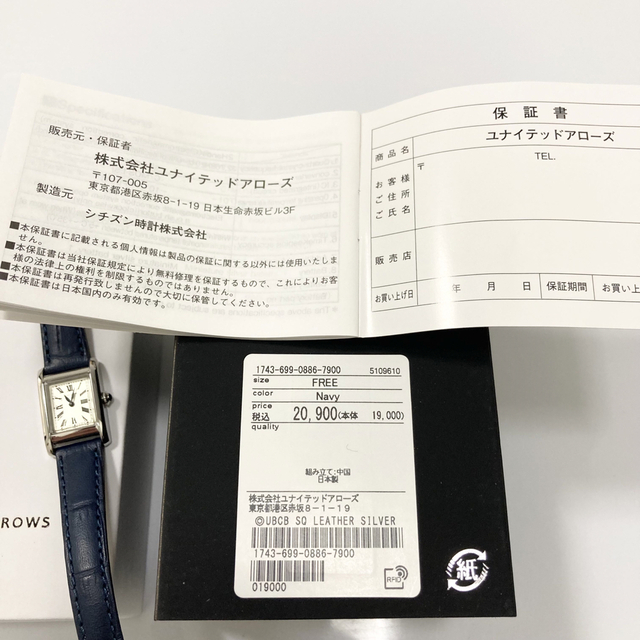 販売元・保証者
株式会社ユナイテッドアローズ
〒107-005
東京都港区赤坂8-1-19 日本生命赤坂ビル3F
製造元
シチズン時計株式会社
■本保証書に記載される個人情報は製品の保証に関する以外には使用いたしません。
■本保証書は当社保証規定により無料修理を保証するもので、これによりお客
様の法律上の権利を制限するものではありません。
■本保証書は再発行致しませんので大切に保管してください。
■本保証書は日本国内のみ有効です。
保証書
商品名
ユナイテッドアローズ
お客様
ご住所
ご氏名
〒
TEL.
販売店
お買い上げ日
年 月 日
保証期間
お買い上
ROWS
1743-699-0886-7900
5109610
size
FREE
color
Navy
price
税込
20,900(本体 19,000)
quality
組み立て:中国
日本製
株式会社ユナイテッドアローズ
東京都港区赤坂8-1-19
©UBCB SQ LEATHER SILVER
1743-699-0886-7900
019000
RFID
紙